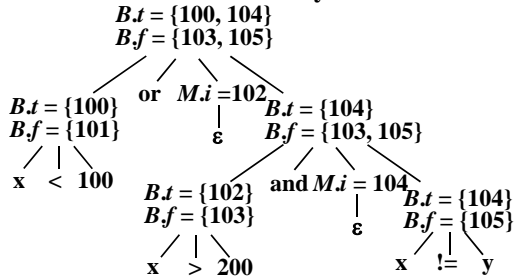 B.t = {100, 104}
B.f = {103, 105}
or M.i =102
B.t = {100}
B.f = {101}
ε
B.t = {104}
B.f = {103, 105}
x < 100
B.t = {102}
B.f = {103}
and M.i = 104
ε
B.t = {104}
B.f = {105}
x > 200
x != y